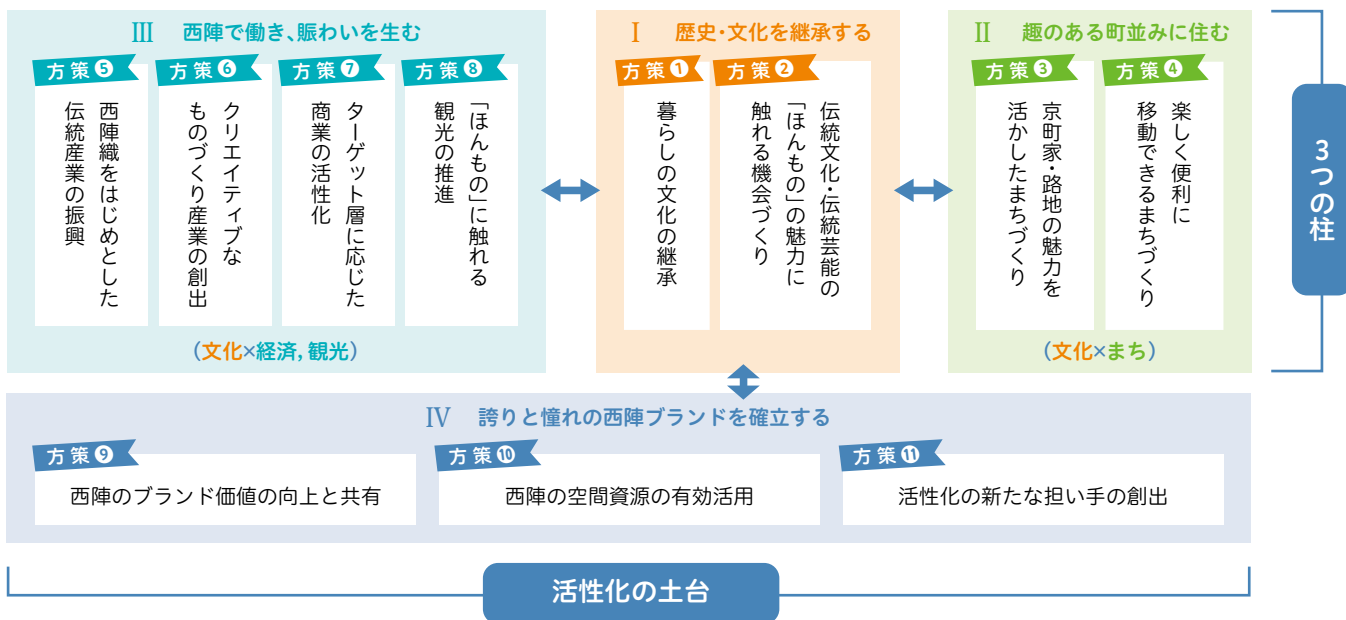 Ⅲ 西陣で働き、賑わいを生む
方策❺
西陣織をはじめとした
伝統産業の振興
方策❻
クリエイティブな
ものづくり産業の創出
方策❼
ターゲット層に応じた
商業の活性化
方策❽
「ほんもの」に触れる
観光の推進
(文化×経済, 観光)
Ⅰ 歴史・文化を継承する
方策❶
暮らしの文化の継承
方策❷
伝統文化・伝統芸能の
「ほんもの」の魅力に
触れる機会づくり
Ⅱ 趣のある町並みに住む
方策❸
京町家・路地の魅力を
活かしたまちづくり
方策❹
楽しく便利に
移動できるまちづくり
(文化×まち)
3つの柱
Ⅳ 誇りと憧れの西陣ブランドを確立する
方策❾
西陣のブランド価値の向上と共有
方策❿
西陣の空間資源の有効活用
方策⓫
活性化の新たな担い手の創出
活性化の土台